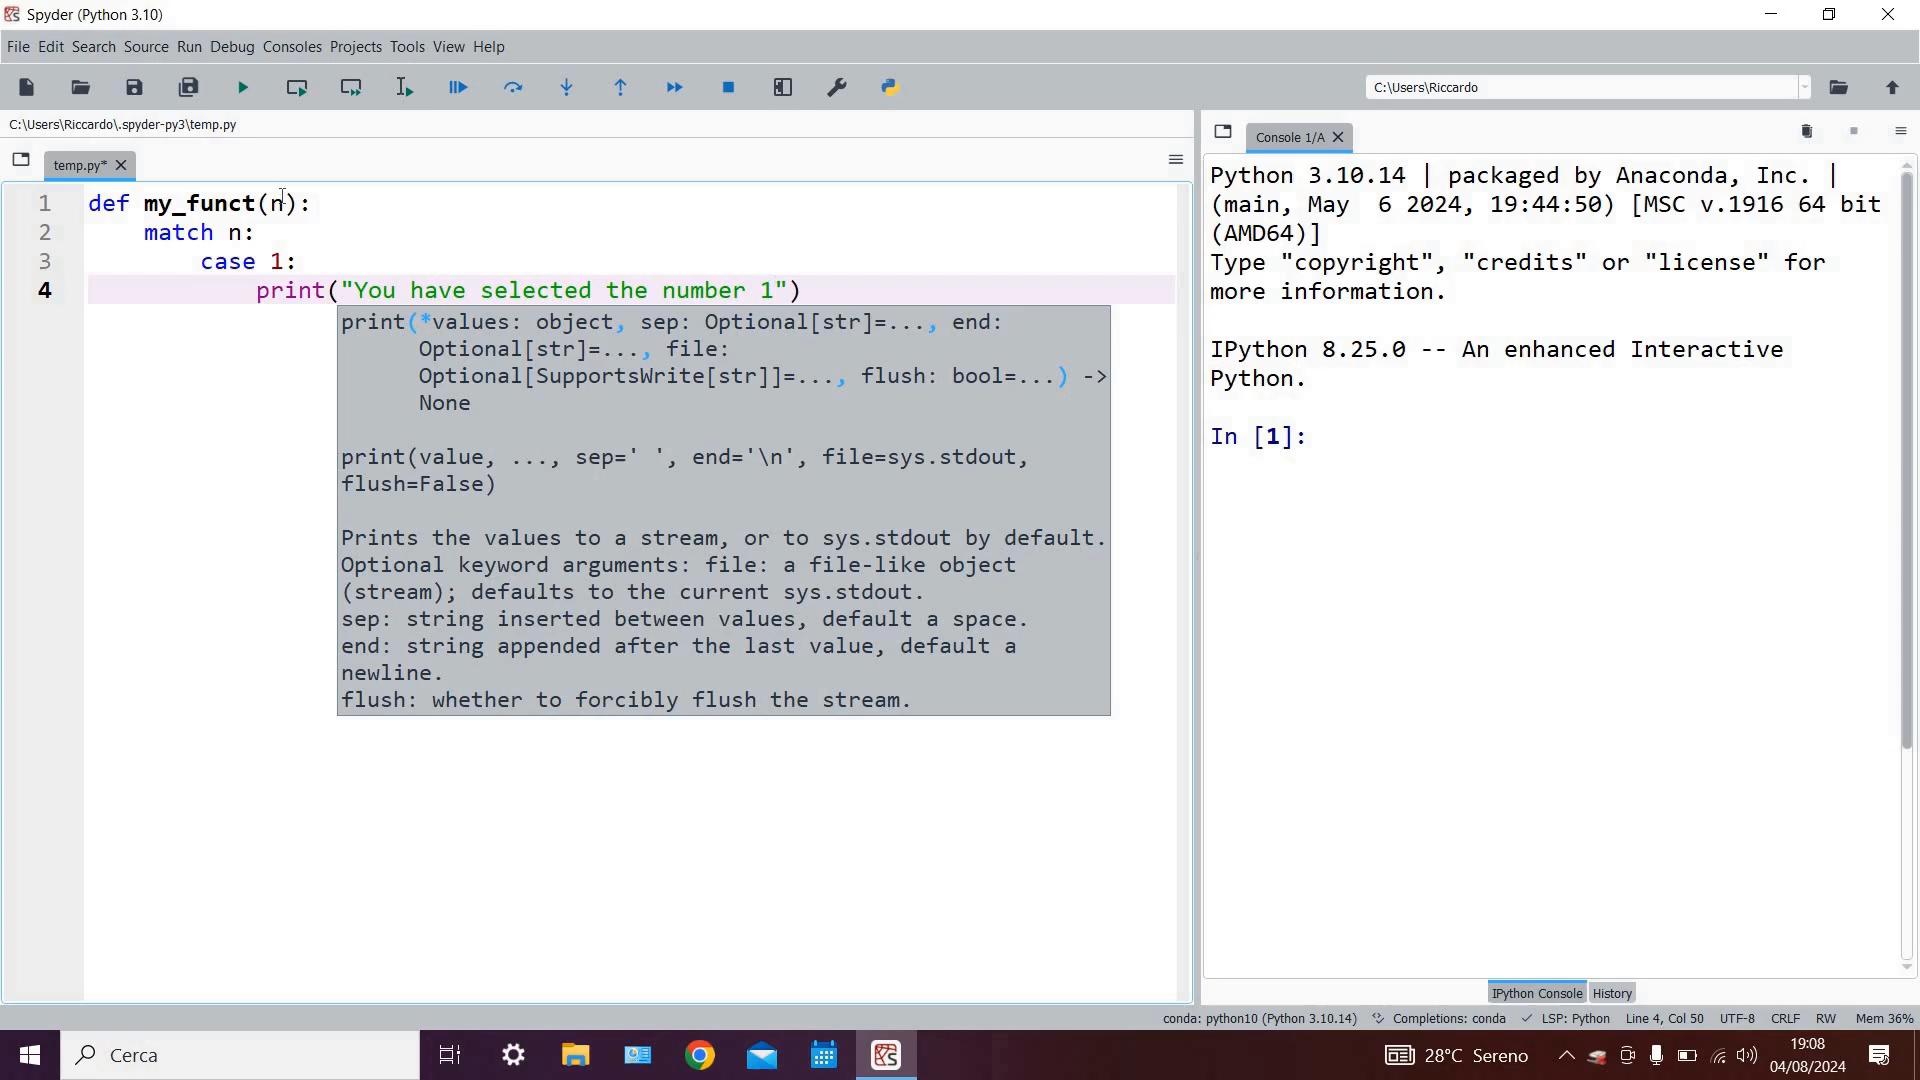 Spyder (Python 3.10)
File Edit Search Source Run Debug Consoles Projects Tools View Help
C:\Users\Riccardo
C:\Users\Riccardo\.spyder-py3\temp.py
temp.py*
1 def my_funct(n):
2     match n:
3         case 1:
4             print("You have selected the number 1")
print(*values: object, sep: Optional[str]=..., end:
Optional[str]=..., file:
Optional[SupportsWrite[str]]=..., flush: bool=...) ->
None
print(value, ..., sep=' ', end='\n', file=sys.stdout,
flush=False)
Prints the values to a stream, or to sys.stdout by default.
Optional keyword arguments: file: a file-like object
(stream); defaults to the current sys.stdout.
sep: string inserted between values, default a space.
end: string appended after the last value, default a
newline.
flush: whether to forcibly flush the stream.
Console 1/A
Python 3.10.14 | packaged by Anaconda, Inc. |
(main, May  6 2024, 19:44:50) [MSC v.1916 64 bit
(AMD64)]
Type "copyright", "credits" or "license" for
more information.
IPython 8.25.0 -- An enhanced Interactive
Python.
In [1]:
IPython Console History
conda: python10 (Python 3.10.14) Completions: conda LSP: Python Line 4, Col 50 UTF-8 CRLF RW Mem 36%
Cerca
28°C Sereno
19:08
04/08/2024